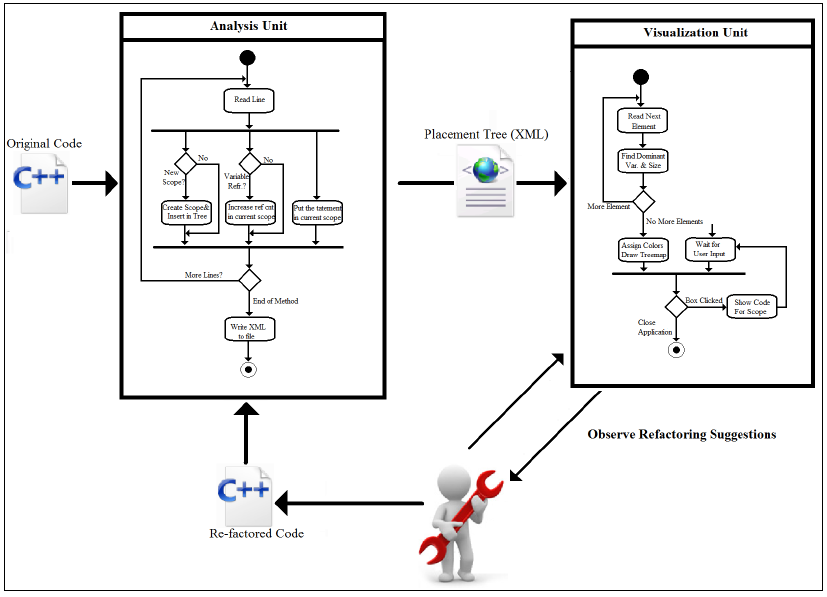 Analysis Unit
Visualization Unit
Read Line
Original Code
C++
No
No
New
Scope?
Variable
Refr.?
Create Scope&
Insert in Tree
Increase ref cnt
in current scope
Put the tatement
in current scope
More Lines?
End of Method
Write XML
to file
Placement Tree (XML)
Read Next
Element
Find Dominant
Var. & Size
More Element
No More Elements
Assign Colors
Draw Treemap
Wait for
User Input
Box Clicked
Show Code
For Scope
Close
Application
Observe Refactoring Suggestions
C++
Re-factored Code